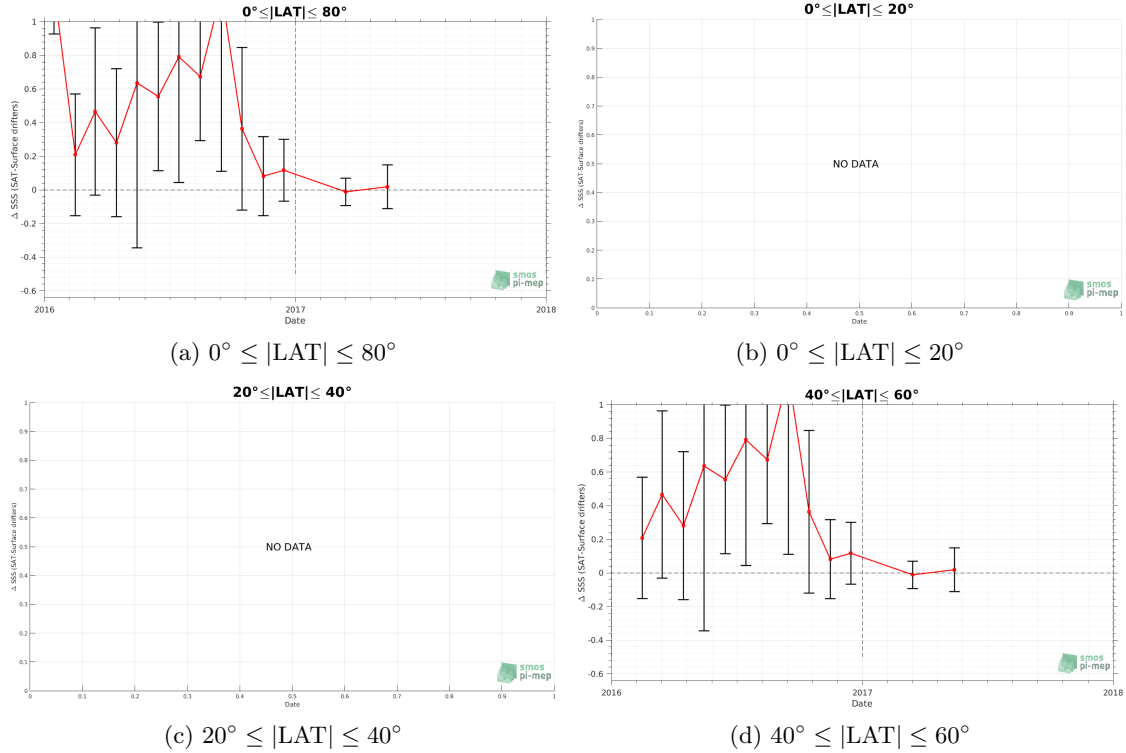 0°≤|LAT|≤ 80°
1
0.8
0.6
0.4
0.2
0
-0.2
-0.4
-0.6
Δ SSS (SAT-Surface drifters)
2016
2017
2018
Date
smos
pi-mep
(a) 0° ≤ |LAT| ≤ 80°
0°≤|LAT|≤ 20°
1
0.9
0.8
0.7
0.6
0.5
0.4
0.3
0.2
0.1
0
Δ SSS (SAT-Surface drifters)
NO DATA
0 0.1 0.2 0.3 0.4 0.5 0.6 0.7 0.8 0.9 1
Date
smos
pi-mep
(b) 0° ≤ |LAT| ≤ 20°
20°≤|LAT|≤ 40°
1
0.9
0.8
0.7
0.6
0.5
0.4
0.3
0.2
0.1
0
Δ SSS (SAT-Surface drifters)
NO DATA
0 0.1 0.2 0.3 0.4 0.5 0.6 0.7 0.8 0.9 1
Date
smos
pi-mep
(c) 20° ≤ |LAT| ≤ 40°
40°≤|LAT|≤ 60°
1
0.8
0.6
0.4
0.2
0
-0.2
-0.4
-0.6
Δ SSS (SAT-Surface drifters)
2016
2017
2018
Date
smos
pi-mep
(d) 40° ≤ |LAT| ≤ 60°